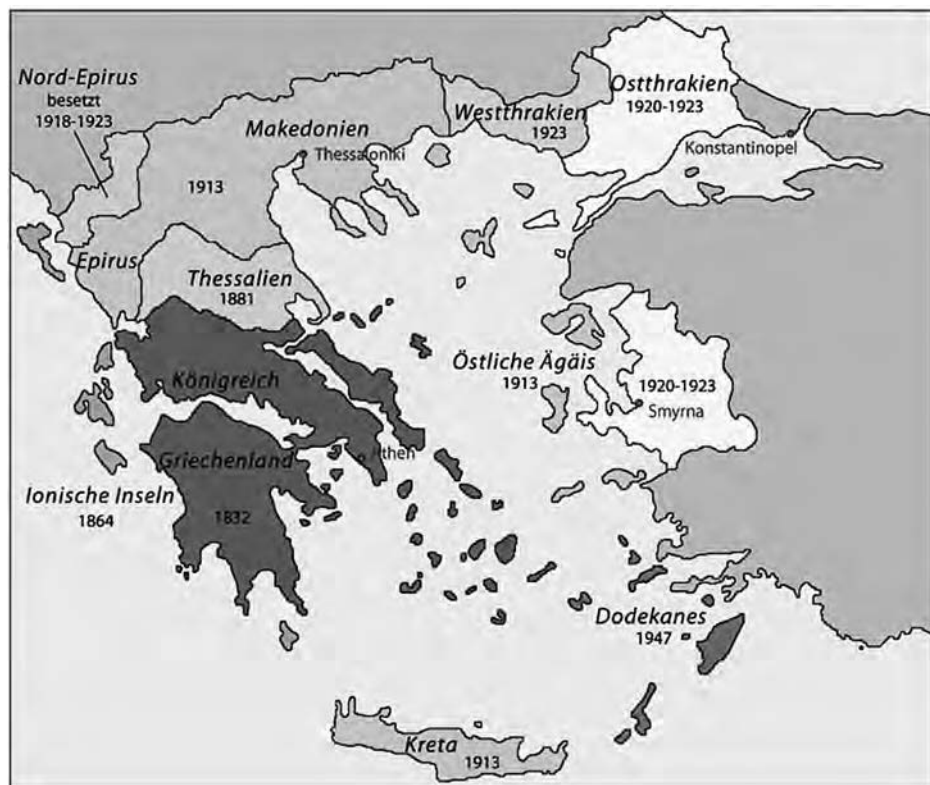 Nord-Epirus
besetzt
1918-1923
Makedonien
Thessaloniki
1913
Westthrakien
1923
Ostthrakien
1920-1923
Konstantinopel
Epirus
Thessalien
1881
Östliche Ägäis
1913
1920-1923
Smyrna
Königreich
Griechenland
1832
Athen
Ionische Inseln
1864
Dodekanes
1947
Kreta
1913